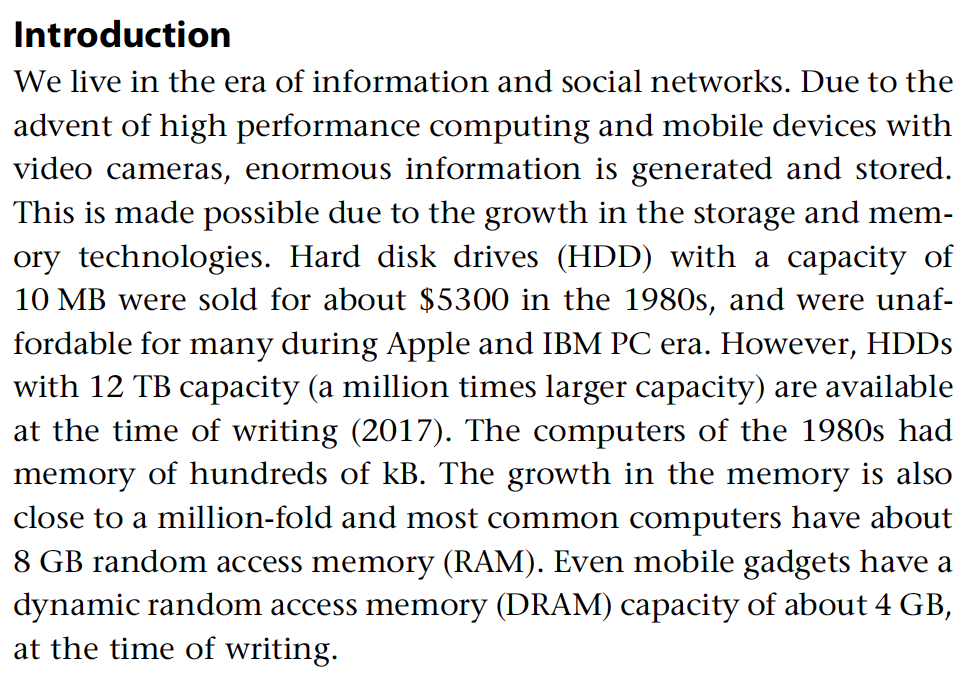 Introduction
We live in the era of information and social networks. Due to the
advent of high performance computing and mobile devices with
video cameras, enormous information is generated and stored.
This is made possible due to the growth in the storage and mem-
ory technologies. Hard disk drives (HDD) with a capacity of
10 MB were sold for about $5300 in the 1980s, and were unaf-
fordable for many during Apple and IBM PC era. However, HDDs
with 12 TB capacity (a million times larger capacity) are available
at the time of writing (2017). The computers of the 1980s had
memory of hundreds of kB. The growth in the memory is also
close to a million-fold and most common computers have about
8 GB random access memory (RAM). Even mobile gadgets have a
dynamic random access memory (DRAM) capacity of about 4 GB,
at the time of writing.